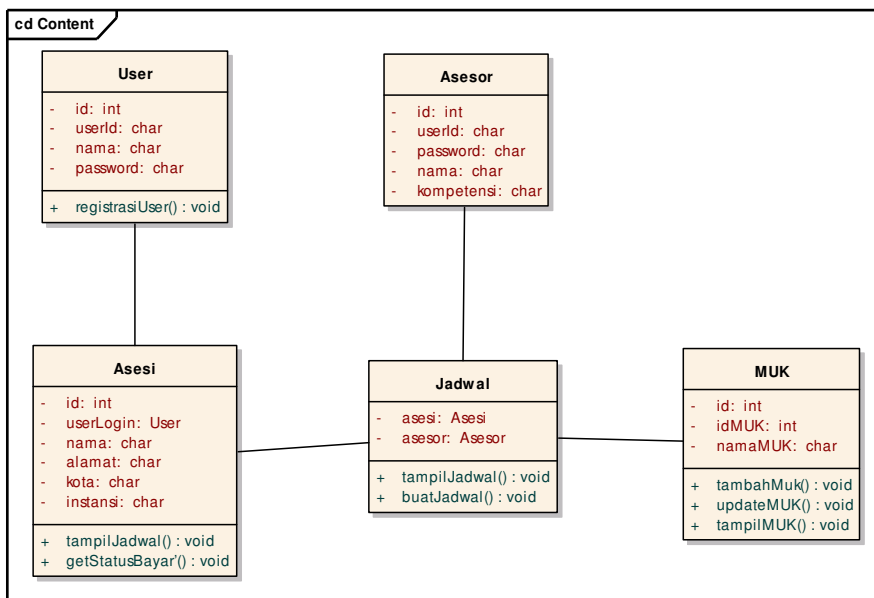 cd Content
User
- id: int
- userId: char
- nama: char
- password: char
+ registrasiUser() : void
Asesor
- id: int
- userId: char
- password: char
- nama: char
- kompetensi: char
Asesi
- id: int
- userLogin: User
- nama: char
- alamat: char
- kota: char
- instansi: char
+ tampilJadwal() : void
+ getStatusBayar'() : void
Jadwal
- asesi: Asesi
- asesor: Asesor
+ tampilJadwal() : void
+ buatJadwal() : void
MUK
- id: int
- idMUK: int
- namaMUK: char
+ tambahMuk() : void
+ updateMUK() : void
+ tampilMUK() : void